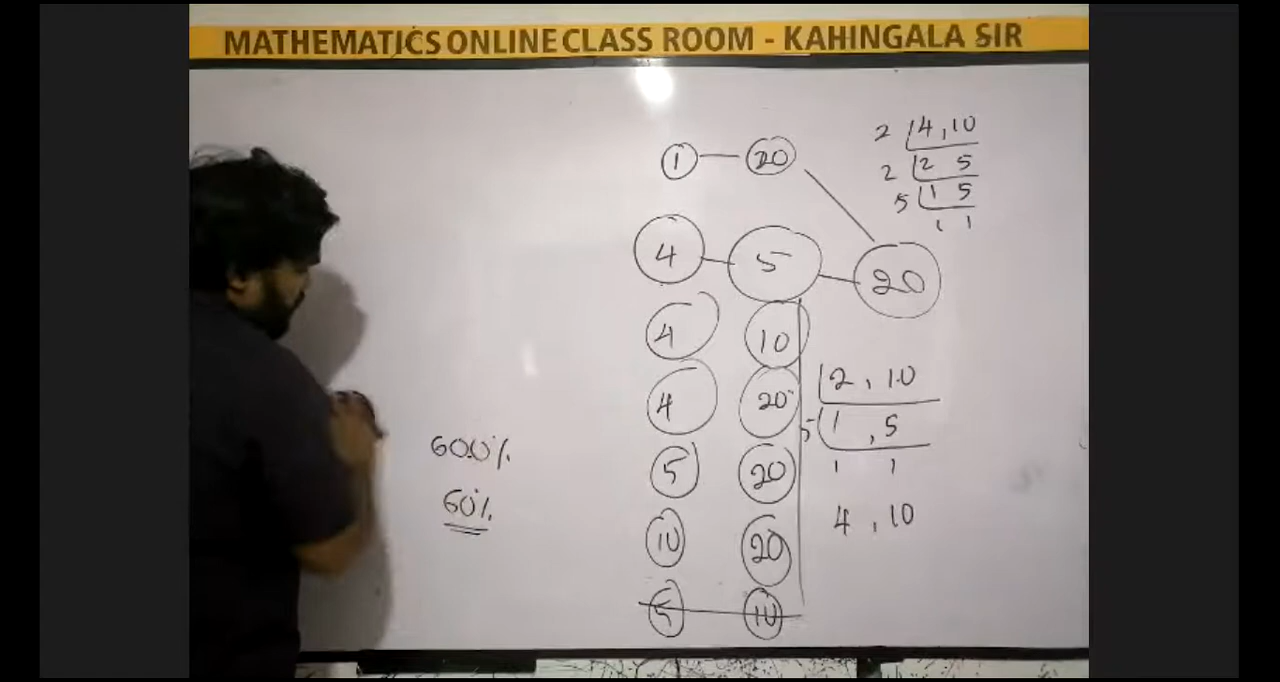 MATHEMATICS ONLINE CLASS ROOM - KAHINGALA SIR
1 — 20
4 — 5 — 20
4 10
4 20
5 20
10 20
5 10
2 4,10
2 2 5
5 1 5
1 1
2, 10
5 1, 5
1 1
4, 10
60.0%
60%